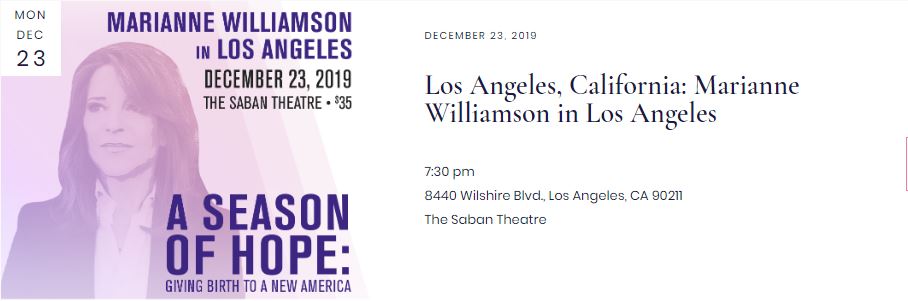 MON
DEC
23
MARIANNE WILLIAMSON
IN LOS ANGELES
DECEMBER 23, 2019
THE SABAN THEATRE • $35
A SEASON
OF HOPE:
GIVING BIRTH TO A NEW AMERICA
DECEMBER 23, 2019
Los Angeles, California: Marianne
Williamson in Los Angeles
7:30 pm
8440 Wilshire Blvd., Los Angeles, CA 90211
The Saban Theatre